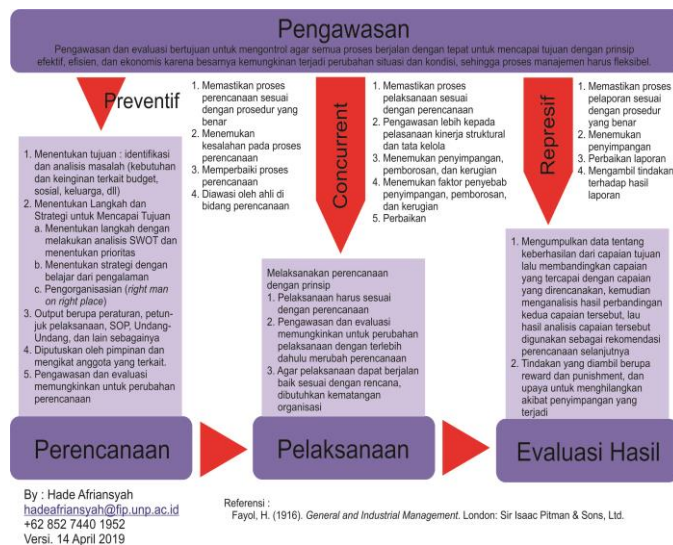 Pengawasan
Pengawasan dan evaluasi bertujuan untuk mengontrol agar semua proses berjalan dengan tepat untuk mencapai tujuan dengan prinsip
efektif, efisien, dan ekonomis karena besarnya kemungkinan terjadi perubahan situasi dan kondisi, sehingga proses manajemen harus fleksibel.
Preventif
1. Memastikan proses
perencanaan sesuai
dengan prosedur yang
benar
2. Menemukan
kesalahan pada proses
perencanaan
3. Memperbaiki proses
perencanaan
4. Diawasi oleh ahli di
bidang perencanaan
Concurrent
1. Memastikan proses
pelaksanaan sesuai
dengan perencanaan
2. Pengawasan lebih kepada
pelasanaan kinerja struktural
dan tata kelola
3. Menemukan penyimpangan,
pemborosan, dan kerugian
4. Menemukan faktor penyebab
penyimpangan, pemborosan,
dan kerugian
5. Perbaikan
Represif
1. Memastikan proses
pelaporan sesuai
dengan prosedur
yang benar
2. Menemukan
penyimpangan
3. Perbaikan laporan
4. Mengambil tindakan
terhadap hasil
laporan
1. Menentukan tujuan : identifikasi
dan analisis masalah (kebutuhan
dan keinginan terkait budget,
sosial, keluarga, dll)
2. Menentukan Langkah dan
Strategi untuk Mencapai Tujuan
a. Menentukan langkah dengan
melakukan analisis SWOT dan
menentukan prioritas
b. Menentukan strategi dengan
belajar dari pengalaman
c. Pengorganisasian (right man
on right place)
3. Output berupa peraturan, petun-
juk pelaksanaan, SOP, Undang-
Undang, dan lain sebagainya
4. Diputuskan oleh pimpinan dan
mengikat anggota yang terkait.
5. Pengawasan dan evaluasi
memungkinkan untuk perubahan
perencanaan
Perencanaan
Melaksanakan perencanaan
dengan prinsip
1. Pelaksanaan harus sesuai
dengan perencanaan
2. Pengawasan dan evaluasi
memungkinkan untuk perubahan
pelaksanaan dengan terlebih
dahulu merubah perencanaan
3. Agar pelaksanaan dapat berjalan
baik sesuai dengan rencana,
dibutuhkan kematangan
organisasi
Pelaksanaan
1. Mengumpulkan data tentang
keberhasilan dari capaian tujuan
lalu membandingkan capaian
yang tercapai dengan capaian
yang direncanakan, kemudian
menganalisis hasil perbandingan
kedua capaian tersebut, lau
hasil analisis capaian tersebut
digunakan sebagai rekomendasi
perencanaan selanjutnya
2. Tindakan yang diambil berupa
reward dan punishment, dan
upaya untuk menghilangkan
akibat penyimpangan yang
terjadi
Evaluasi Hasil
By : Hade Afriansyah
hadeafriansyah@fip.unp.ac.id
+62 852 7440 1952
Versi. 14 April 2019
Referensi :
Fayol, H. (1916). General and Industrial Management. London: Sir Isaac Pitman & Sons, Ltd.